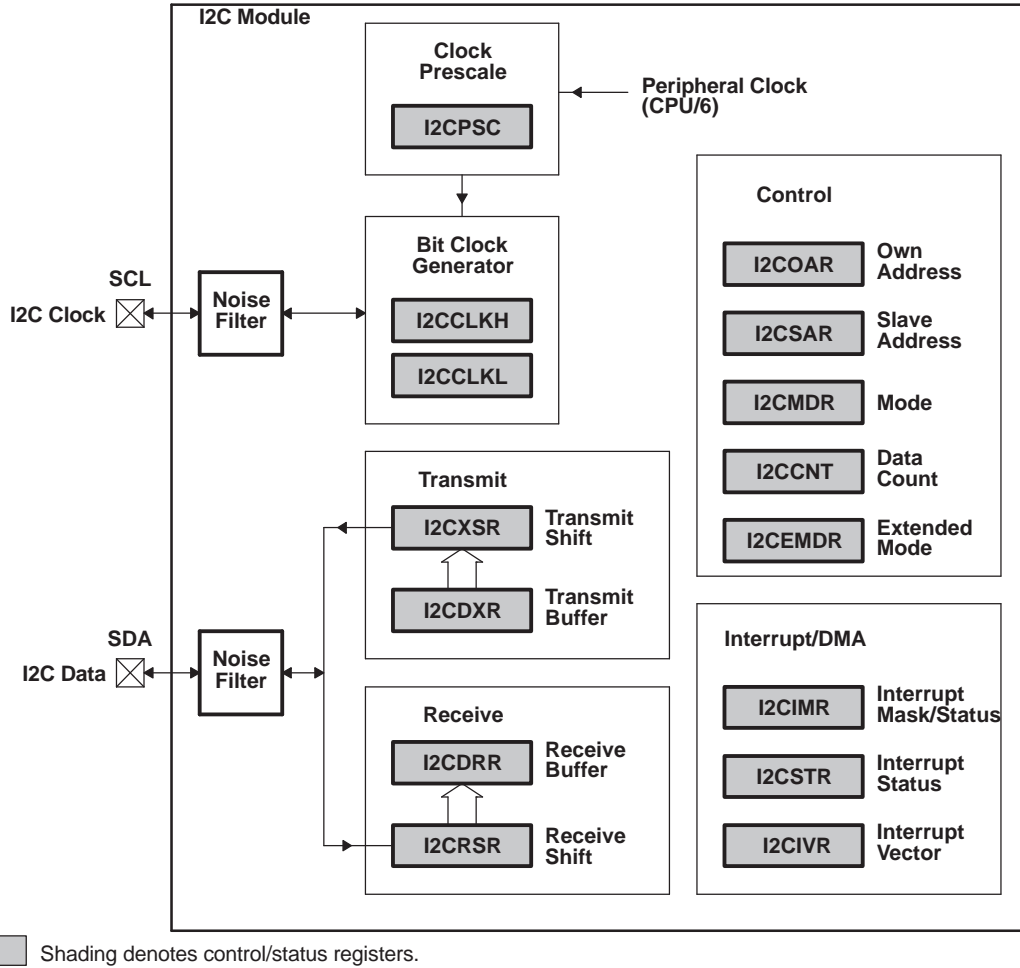 I2C Module
Clock
Prescale
I2CPSC
Peripheral Clock
(CPU/6)
Bit Clock
Generator
I2CCLKH
I2CCLKL
SCL
I2C Clock
Noise
Filter
Control
I2COAR
Own
Address
I2CSAR
Slave
Address
I2CMDR
Mode
I2CCNT
Data
Count
I2CEMDR
Extended
Mode
Transmit
I2CXSR
Transmit
Shift
I2CDXR
Transmit
Buffer
SDA
I2C Data
Noise
Filter
Receive
I2CDRR
Receive
Buffer
I2CRSR
Receive
Shift
Interrupt/DMA
I2CIMR
Interrupt
Mask/Status
I2CSTR
Interrupt
Status
I2CIVR
Interrupt
Vector
Shading denotes control/status registers.